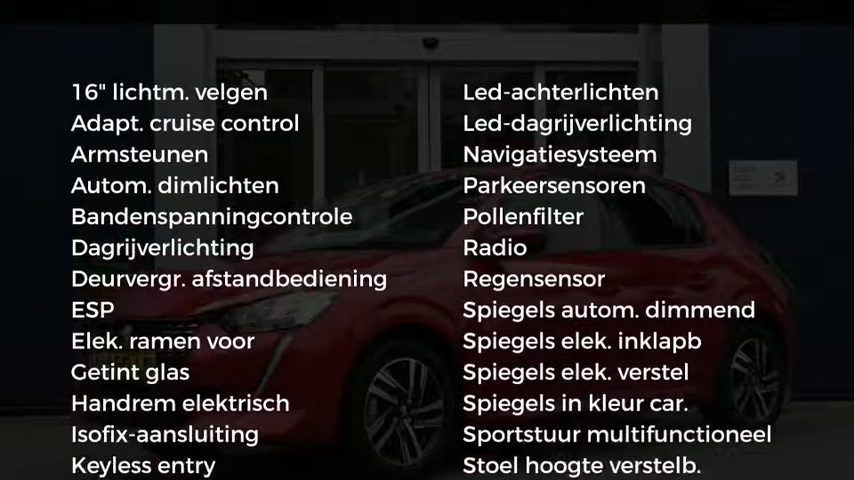 16" lichtm. velgen
Adapt. cruise control
Armsteunen
Autom. dimlichten
Bandenspanningcontrole
Dagrijverlichting
Deurvergr. afstandbediening
ESP
Elek. ramen voor
Getint glas
Handrem elektrisch
Isofix-aansluiting
Keyless entry
Led-achterlichten
Led-dagrijverlichting
Navigatiesysteem
Parkeersensoren
Pollenfilter
Radio
Regensensor
Spiegels autom. dimmend
Spiegels elek. inklapb
Spiegels elek. verstel
Spiegels in kleur car.
Sportstuur multifunctioneel
Stoel hoogte verstelb.